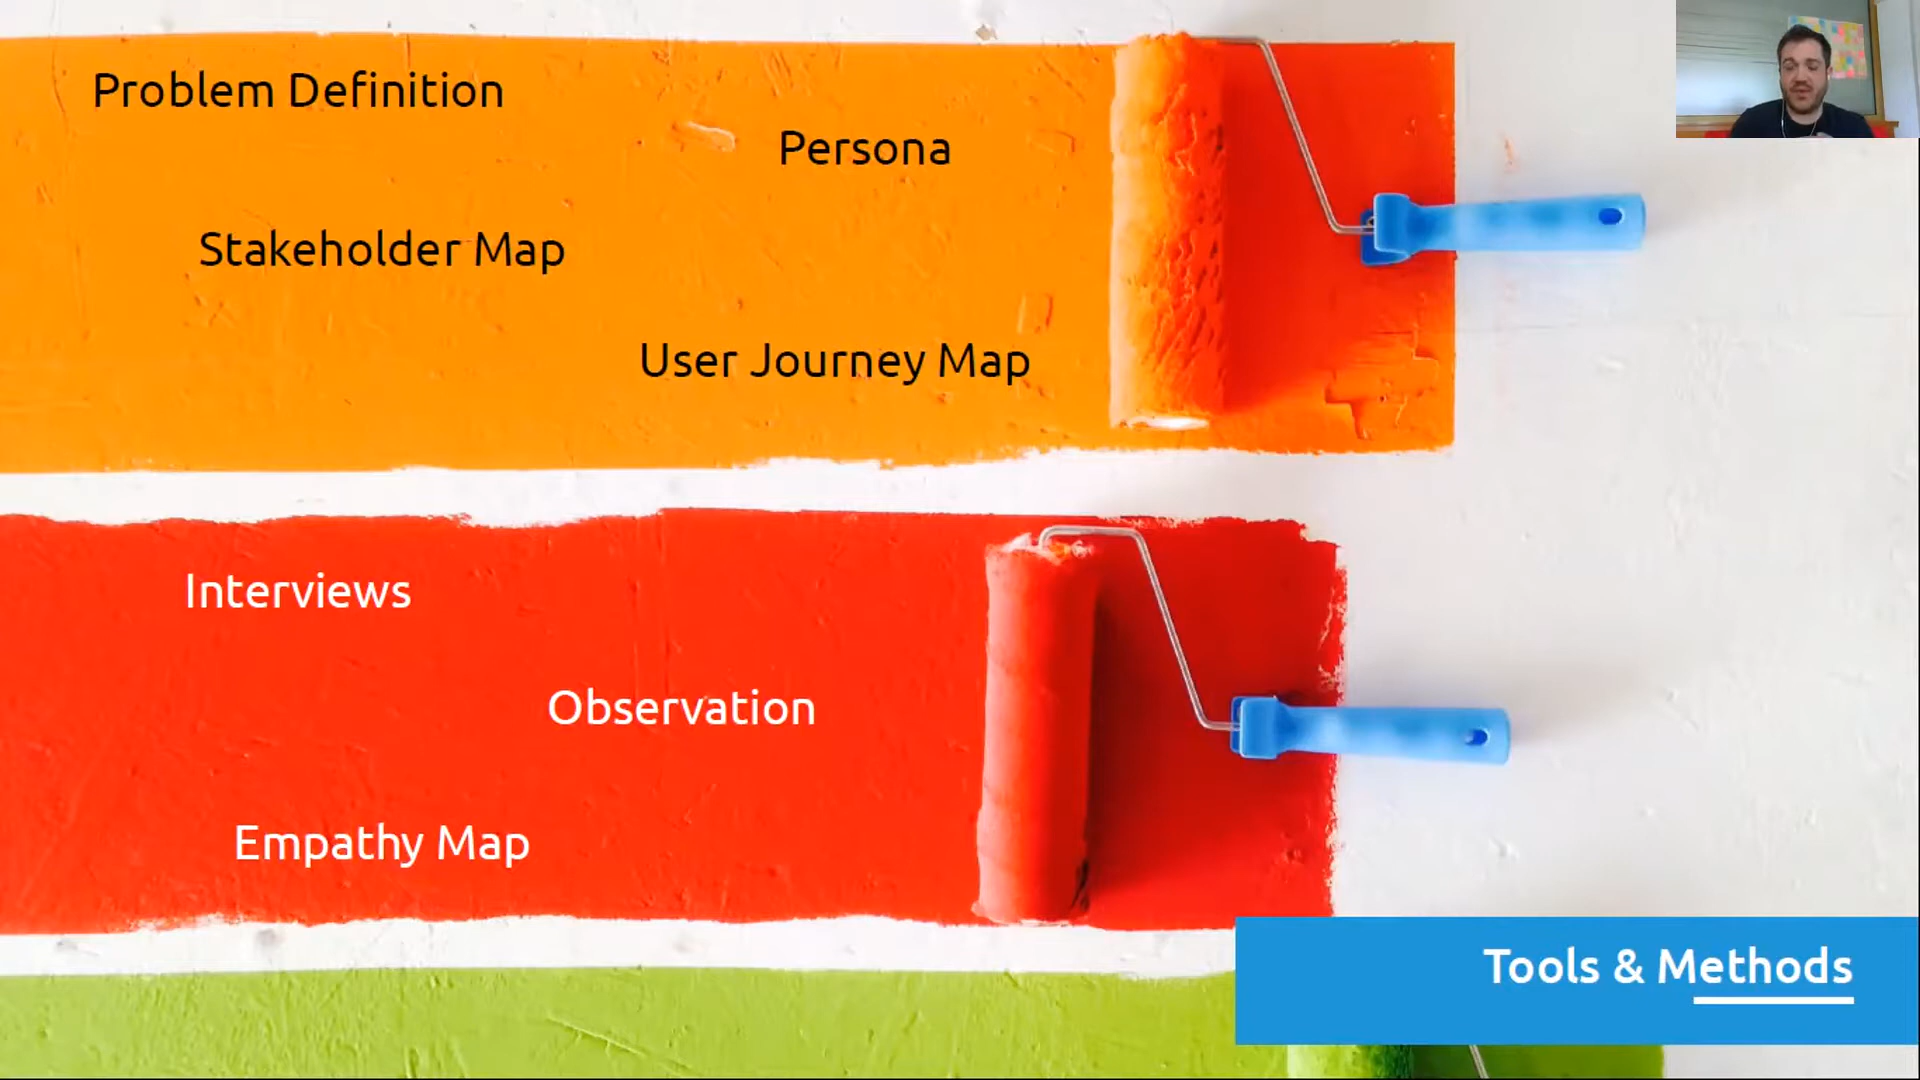 Problem Definition
Persona
Stakeholder Map
User Journey Map
Interviews
Observation
Empathy Map
Tools & Methods